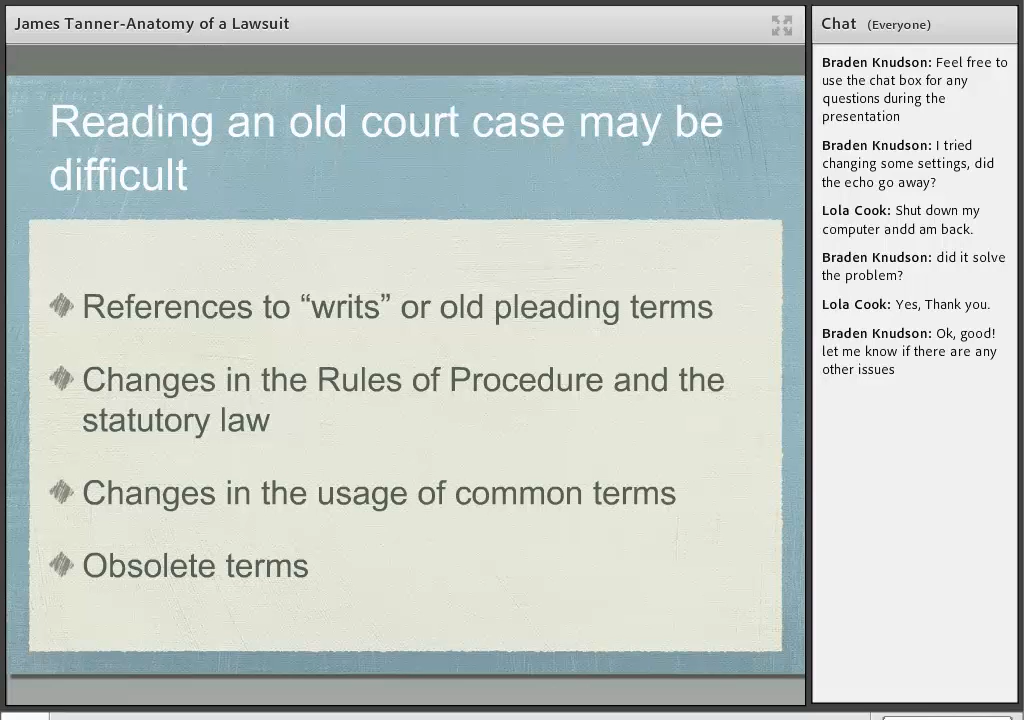 James Tanner-Anatomy of a Lawsuit
Reading an old court case may be
difficult
References to “writs” or old pleading terms
Changes in the Rules of Procedure and the
statutory law
Changes in the usage of common terms
Obsolete terms
Chat (Everyone)
Braden Knudson: Feel free to
use the chat box for any
questions during the
presentation
Braden Knudson: I tried
changing some settings, did
the echo go away?
Lola Cook: Shut down my
computer andd am back.
Braden Knudson: did it solve
the problem?
Lola Cook: Yes, Thank you.
Braden Knudson: Ok, good!
let me know if there are any
other issues